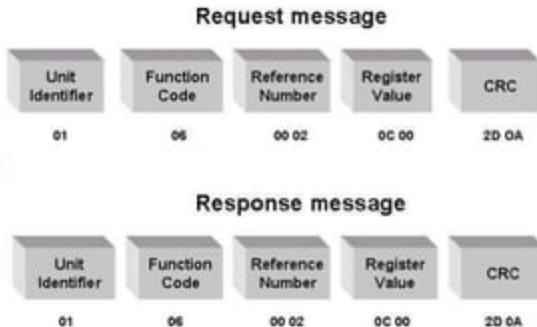 Request message
Unit Function Reference Register CRC
Identifier Code Number Value
01 06 00 02 0C 00 2D 0A
Response message
Unit Function Reference Register CRC
Identifier Code Number Value
01 06 00 02 0C 00 2D 0A